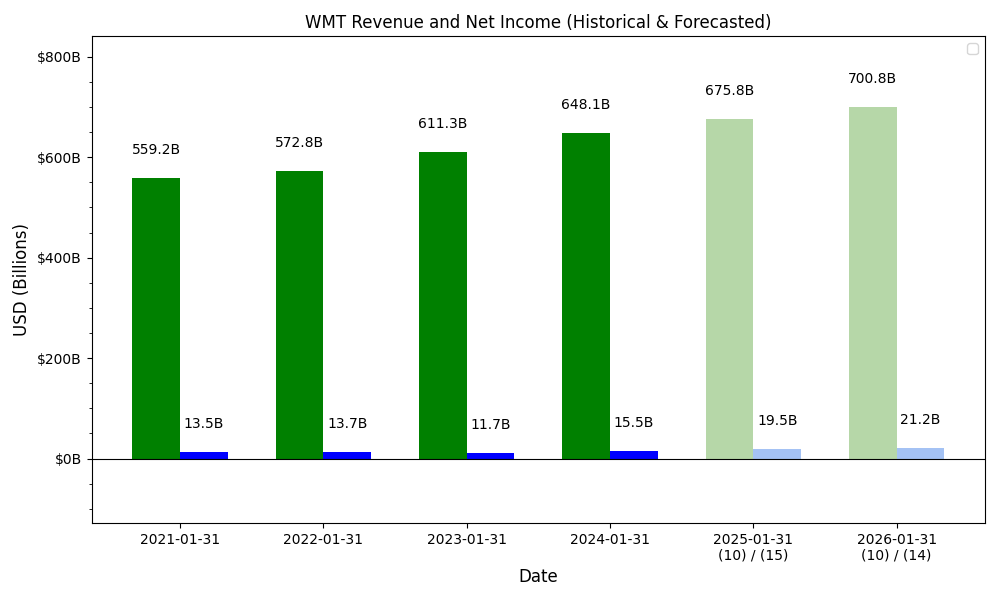 WMT Revenue and Net Income (Historical & Forecasted)
$800B
$600B
$400B
$200B
$0B
USD (Billions)
559.2B
572.8B
611.3B
648.1B
675.8B
700.8B
13.5B
13.7B
11.7B
15.5B
19.5B
21.2B
2021-01-31
2022-01-31
2023-01-31
2024-01-31
2025-01-31
(10) / (15)
2026-01-31
(10) / (14)
Date